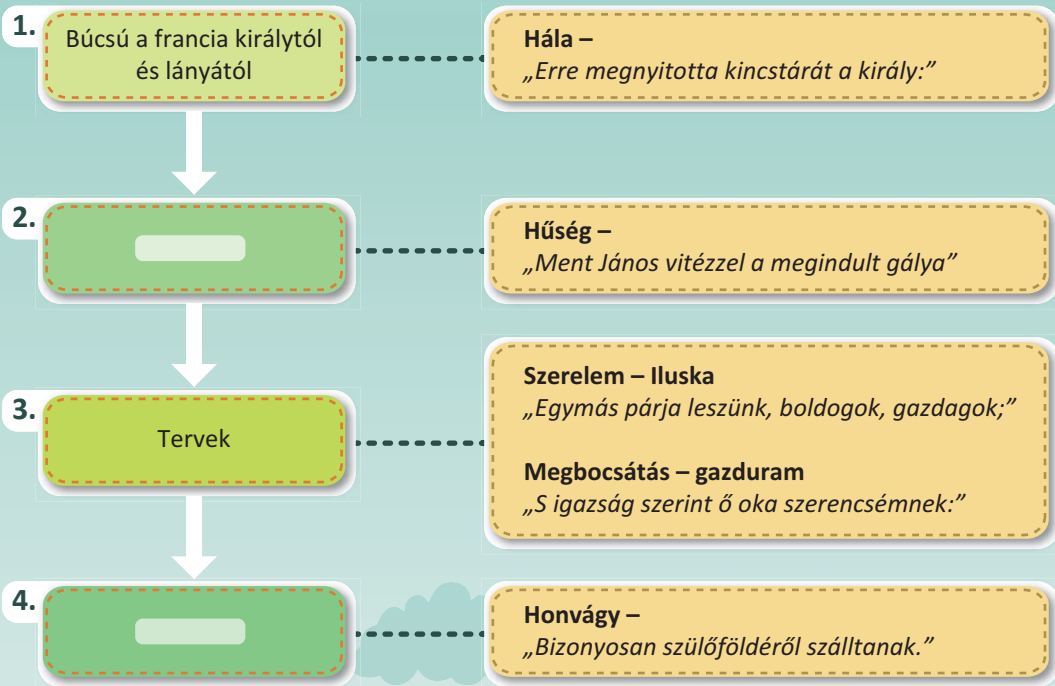 1.
Búcsú a francia királytól
és lányától
Hála –
„Erre megnyitotta kincstárát a király:”
2.
Hűség –
„Ment János vitézzel a megindult gálya”
3.
Tervek
Szerelem – Iluska
„Egymás párja leszünk, boldogok, gazdagok;”
Megbocsátás – gazduram
„S igazság szerint ő oka szerencsémnek:”
4.
Honvágy –
„Bizonyosan szülőföldéről szálltanak.”